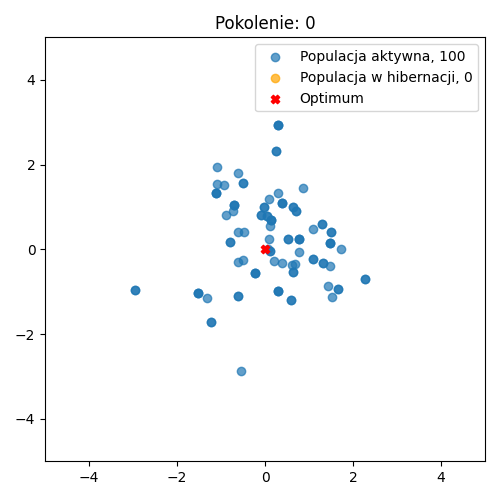 Pokolenie: 0
Populacja aktywna, 100
Populacja w hibernacji, 0
Optimum
4
2
0
−2
−4
−4 −2 0 2 4